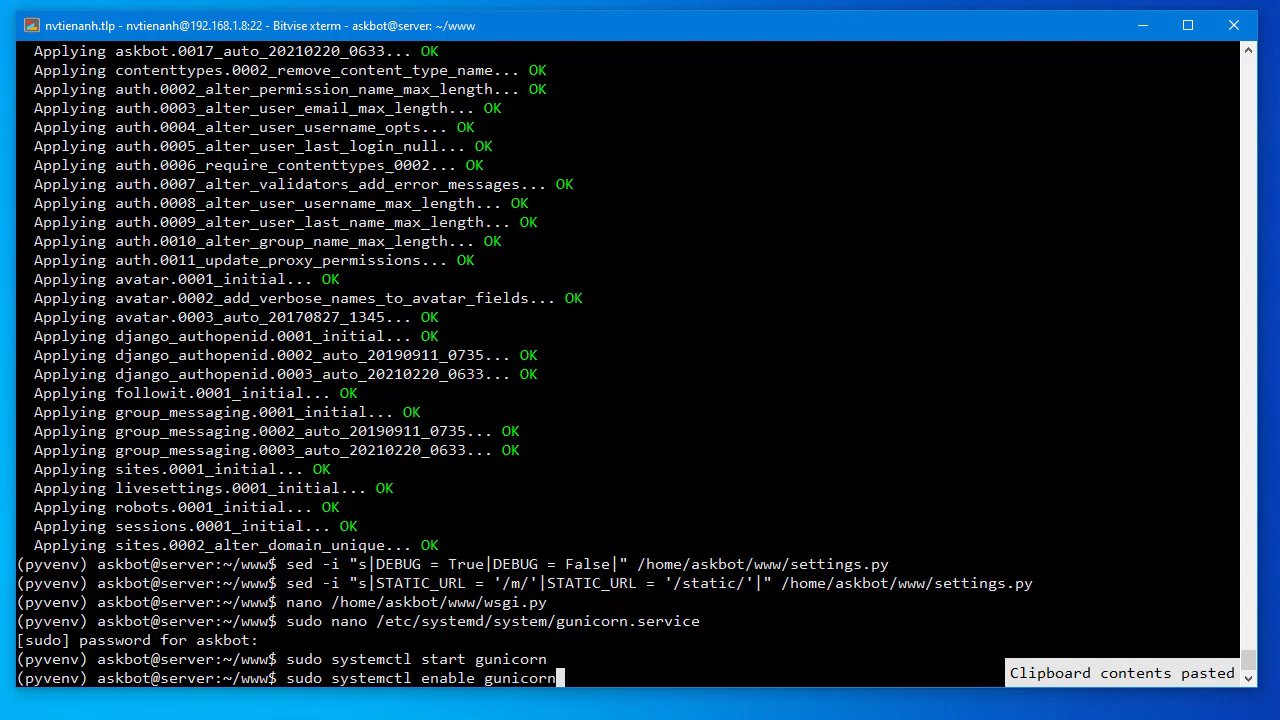 nvtienanh.tlp - nvtienanh@192.168.1.8:22 - Bitvise xterm - askbot@server: ~/www
Applying askbot.0017_auto_20210220_0633... OK
Applying contenttypes.0002_remove_content_type_name... OK
Applying auth.0002_alter_permission_name_max_length... OK
Applying auth.0003_alter_user_email_max_length... OK
Applying auth.0004_alter_user_username_opts... OK
Applying auth.0005_alter_user_last_login_null... OK
Applying auth.0006_require_contenttypes_0002... OK
Applying auth.0007_alter_validators_add_error_messages... OK
Applying auth.0008_alter_user_username_max_length... OK
Applying auth.0009_alter_user_last_name_max_length... OK
Applying auth.0010_alter_group_name_max_length... OK
Applying auth.0011_update_proxy_permissions... OK
Applying avatar.0001_initial... OK
Applying avatar.0002_add_verbose_names_to_avatar_fields... OK
Applying avatar.0003_auto_20170827_1345... OK
Applying django_authopenid.0001_initial... OK
Applying django_authopenid.0002_auto_20190911_0735... OK
Applying django_authopenid.0003_auto_20210220_0633... OK
Applying followit.0001_initial... OK
Applying group_messaging.0001_initial... OK
Applying group_messaging.0002_auto_20190911_0735... OK
Applying group_messaging.0003_auto_20210220_0633... OK
Applying sites.0001_initial... OK
Applying livesettings.0001_initial... OK
Applying robots.0001_initial... OK
Applying sessions.0001_initial... OK
Applying sites.0002_alter_domain_unique... OK
(pyvenv) askbot@server:~/www$ sed -i "s|DEBUG = True|DEBUG = False|" /home/askbot/www/settings.py
(pyvenv) askbot@server:~/www$ sed -i "s|STATIC_URL = '/m/'|STATIC_URL = '/static/'|" /home/askbot/www/settings.py
(pyvenv) askbot@server:~/www$ nano /home/askbot/www/wsgi.py
(pyvenv) askbot@server:~/www$ sudo nano /etc/systemd/system/gunicorn.service
[sudo] password for askbot:
(pyvenv) askbot@server:~/www$ sudo systemctl start gunicorn
(pyvenv) askbot@server:~/www$ sudo systemctl enable gunicorn
Clipboard contents pasted